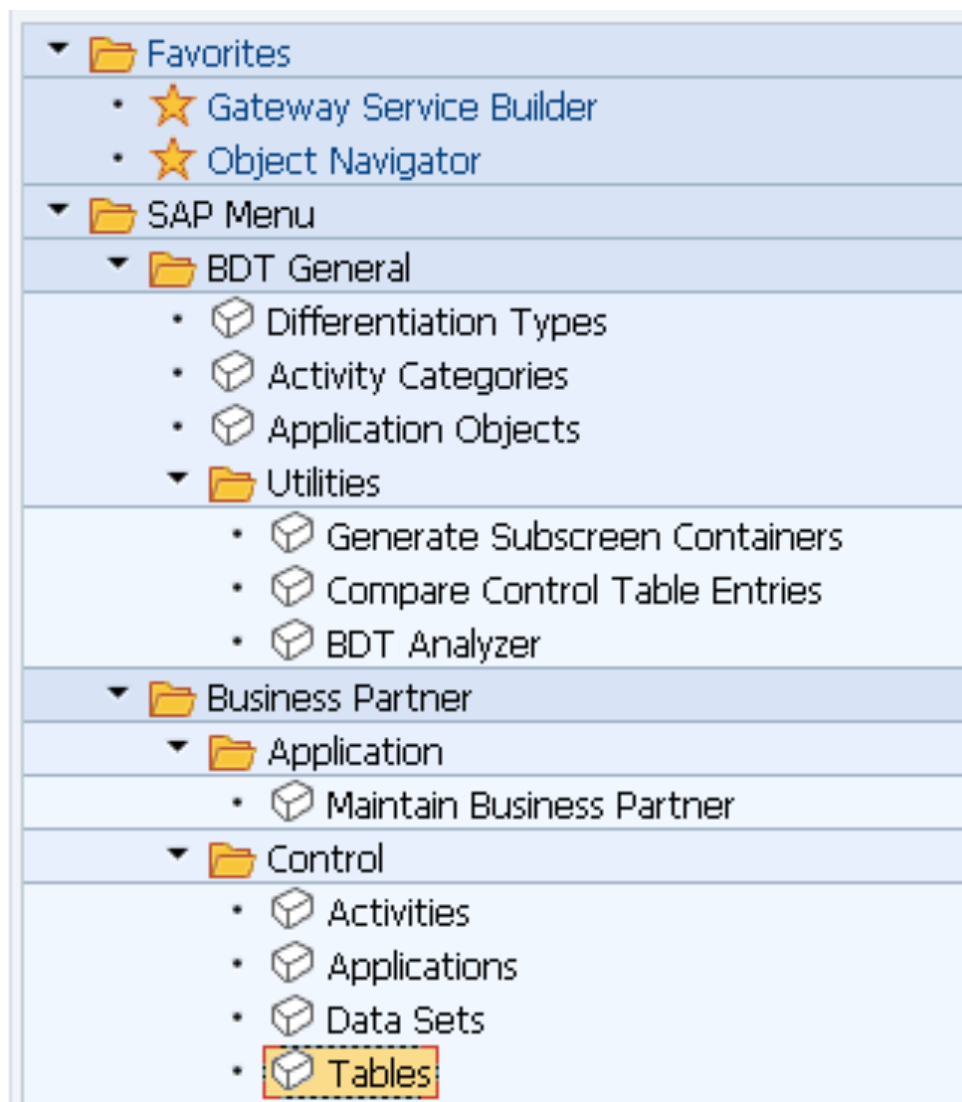 Favorites
Gateway Service Builder
Object Navigator
SAP Menu
BDT General
Differentiation Types
Activity Categories
Application Objects
Utilities
Generate Subscreen Containers
Compare Control Table Entries
BDT Analyzer
Business Partner
Application
Maintain Business Partner
Control
Activities
Applications
Data Sets
Tables